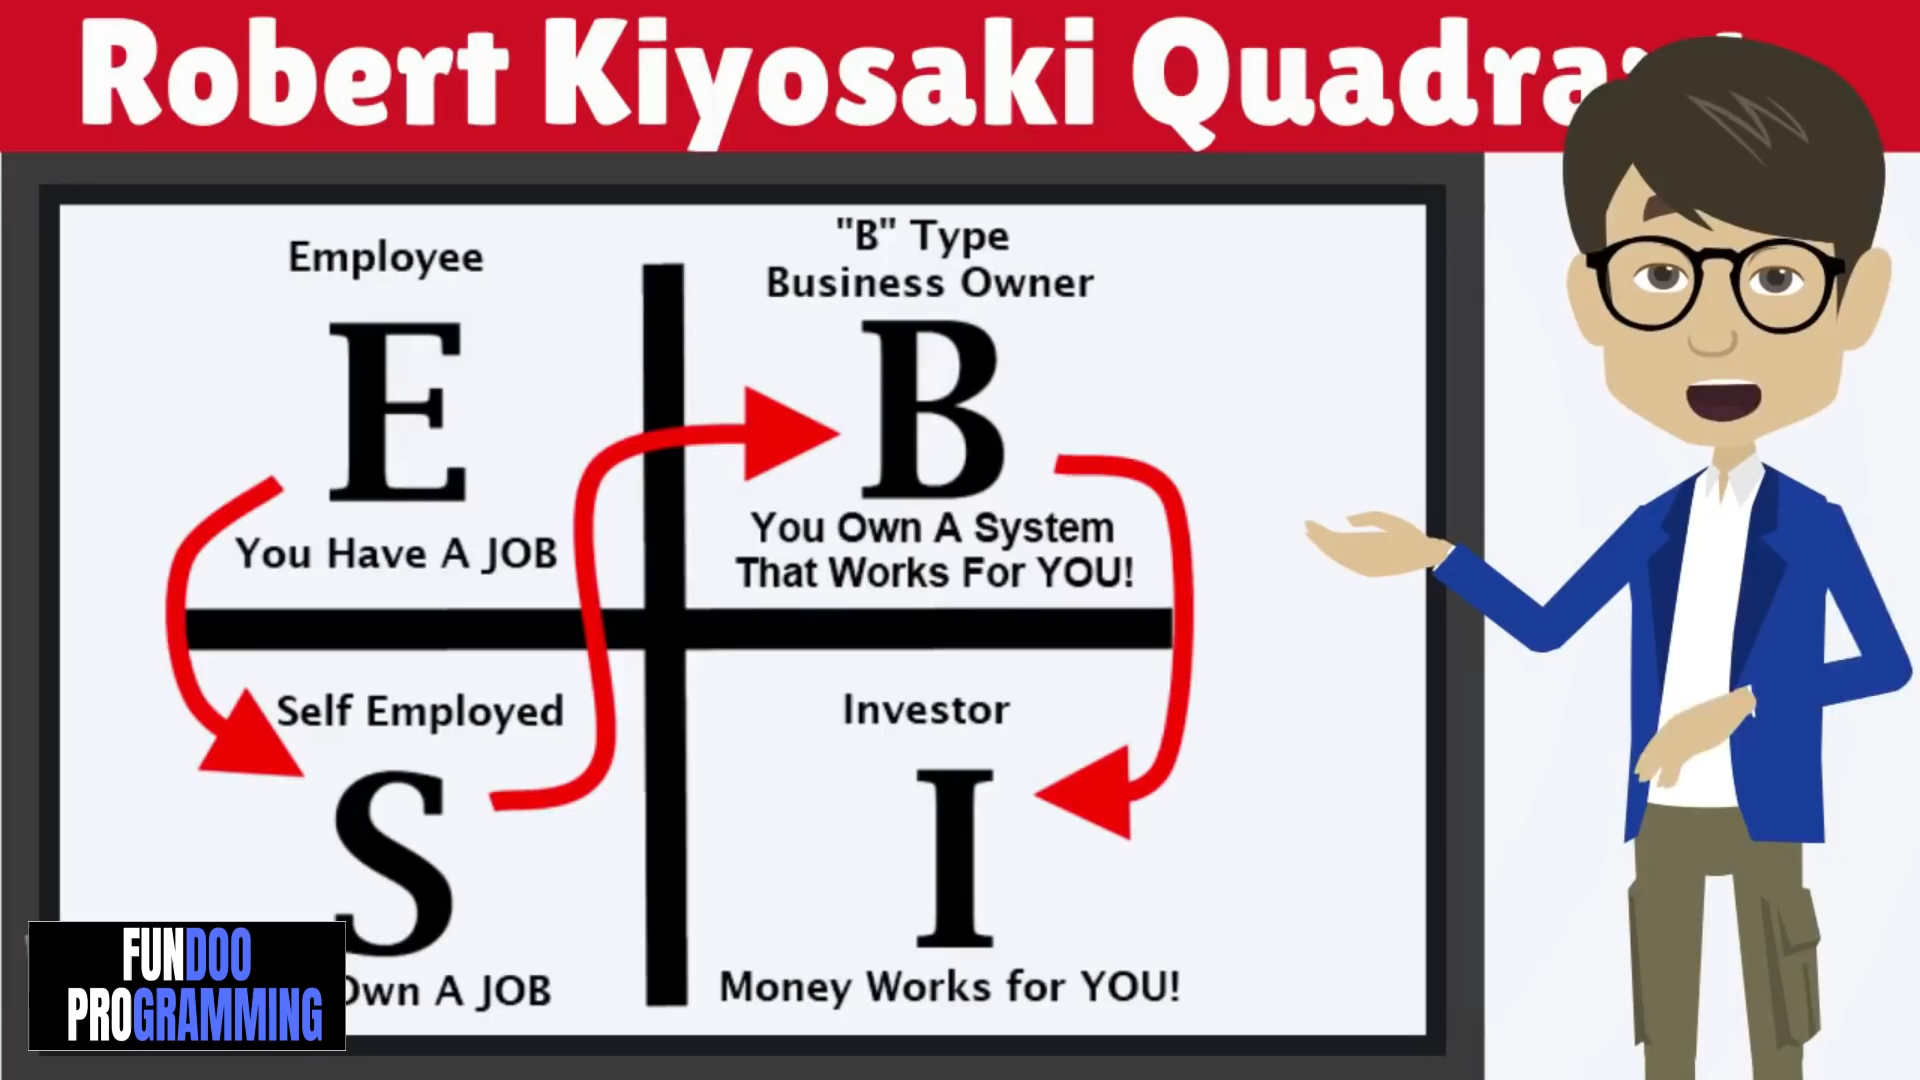 Robert Kiyosaki
Employee
E
You Have A JOB
"B" Type
Business Owner
B
You Own A System
That Works For YOU!
Self Employed
S
Own A JOB
Investor
I
Money Works for YOU!
FUNDOO
PROGRAMMING